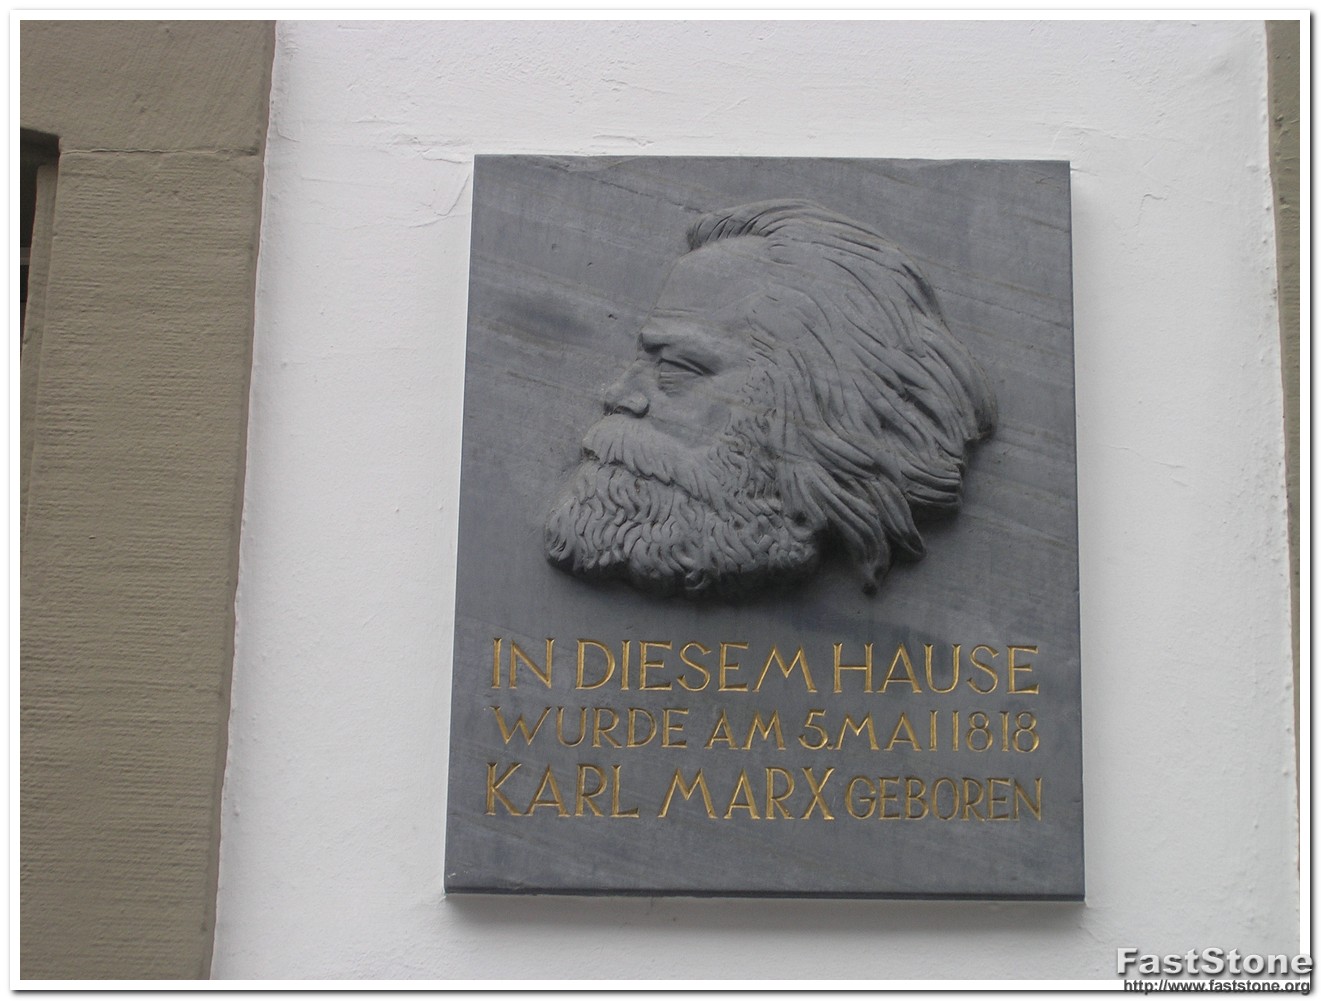 IN DIESEM HAUSE
WURDE AM 5. MAI 1818
KARL MARX GEBOREN
FastStone
http://www.faststone.org